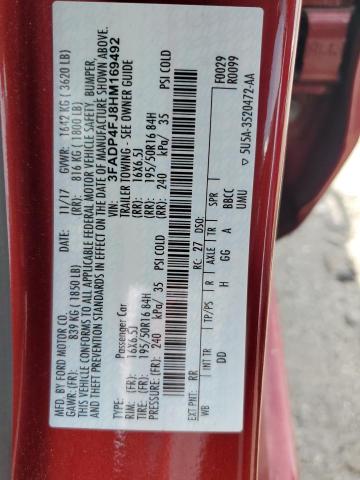 MFD. BY FORD MOTOR CO.
DATE: 11/17 GVWR: 1642 KG (3620 LB)
GAWR: (FR): 839 KG (1850 LB) (RR): 816 KG (1800 LB)
THIS VEHICLE CONFORMS TO ALL APPLICABLE FEDERAL MOTOR VEHICLE SAFETY, BUMPER,
AND THEFT PREVENTION STANDARDS IN EFFECT ON THE DATE OF MANUFACTURE SHOWN ABOVE.
VIN: 3FADP4FJ8HM169492
TYPE: Passenger Car TRAILER TOWING - SEE OWNER GUIDE
RIM: (FR): 16X6.5J (RR): 16X6.5J
TIRE: (FR): 195/50R16 84H (RR): 195/50R16 84H
PRESSURE (FR): 240 kPa/ 35 PSI COLD (RR): 240 kPa/ 35 PSI COLD
F0029
R0099
EXT PNT: RR RC: 27 DSO:
WB INT TR TP/PS R AXLE TR SPR
DD H GG A BBCC
UMU
5U5A-3520472-AA